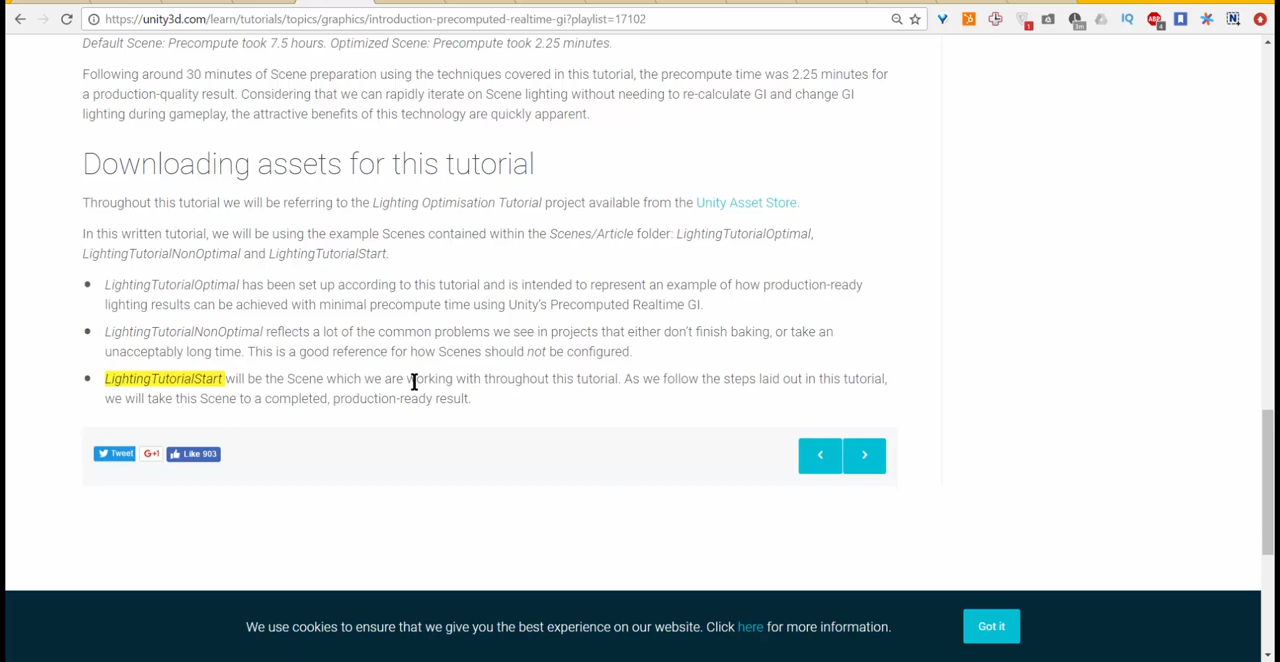 https://unity3d.com/learn/tutorials/topics/graphics/introduction-precomputed-realtime-gi?playlist=17102
Default Scene: Precompute took 7.5 hours. Optimized Scene: Precompute took 2.25 minutes.
Following around 30 minutes of Scene preparation using the techniques covered in this tutorial, the precompute time was 2.25 minutes for
a production-quality result. Considering that we can rapidly iterate on Scene lighting without needing to re-calculate GI and change GI
lighting during gameplay, the attractive benefits of this technology are quickly apparent.
Downloading assets for this tutorial
Throughout this tutorial we will be referring to the Lighting Optimisation Tutorial project available from the Unity Asset Store.
In this written tutorial, we will be using the example Scenes contained within the Scenes/Article folder: LightingTutorialOptimal,
LightingTutorialNonOptimal and LightingTutorialStart.
LightingTutorialOptimal has been set up according to this tutorial and is intended to represent an example of how production-ready
lighting results can be achieved with minimal precompute time using Unity's Precomputed Realtime GI.
LightingTutorialNonOptimal reflects a lot of the common problems we see in projects that either don't finish baking, or take an
unacceptably long time. This is a good reference for how Scenes should not be configured.
LightingTutorialStart will be the Scene which we are working with throughout this tutorial. As we follow the steps laid out in this tutorial,
we will take this Scene to a completed, production-ready result.
Tweet G+1 Like 903
We use cookies to ensure that we give you the best experience on our website. Click here for more information.
Got it